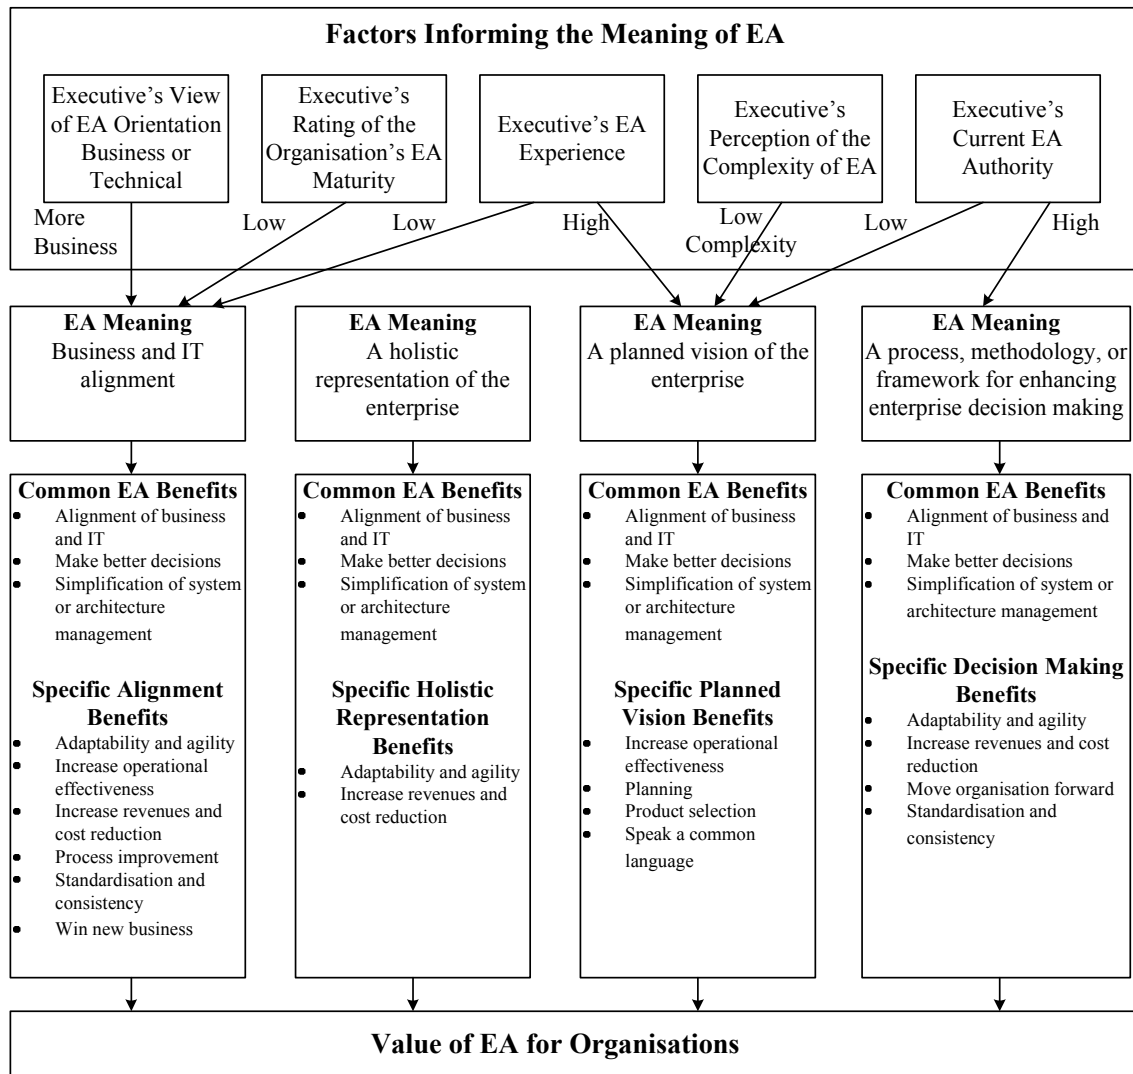 Factors Informing the Meaning of EA
Executive's View
of EA Orientation
Business or
Technical
Executive's
Rating of the
Organisation's EA
Maturity
Executive's EA
Experience
Executive's
Perception of the
Complexity of EA
Executive's
Current EA
Authority
More
Business
Low
Low
High
Low
Complexity
Low
High
EA Meaning
Business and IT
alignment
EA Meaning
A holistic
representation of the
enterprise
EA Meaning
A planned vision of the
enterprise
EA Meaning
A process, methodology, or
framework for enhancing
enterprise decision making
Common EA Benefits
• Alignment of business
and IT
• Make better decisions
• Simplification of system
or architecture
management
Specific Alignment
Benefits
• Adaptability and agility
• Increase operational
effectiveness
• Increase revenues and
cost reduction
• Process improvement
• Standardisation and
consistency
• Win new business
Common EA Benefits
• Alignment of business
and IT
• Make better decisions
• Simplification of system
or architecture
management
Specific Holistic
Representation
Benefits
• Adaptability and agility
• Increase revenues and
cost reduction
Common EA Benefits
• Alignment of business
and IT
• Make better decisions
• Simplification of system
or architecture
management
Specific Planned
Vision Benefits
• Increase operational
effectiveness
• Planning
• Product selection
• Speak a common
language
Common EA Benefits
• Alignment of business and
IT
• Make better decisions
• Simplification of system or
architecture management
Specific Decision Making
Benefits
• Adaptability and agility
• Increase revenues and cost
reduction
• Move organisation forward
• Standardisation and
consistency
Value of EA for Organisations